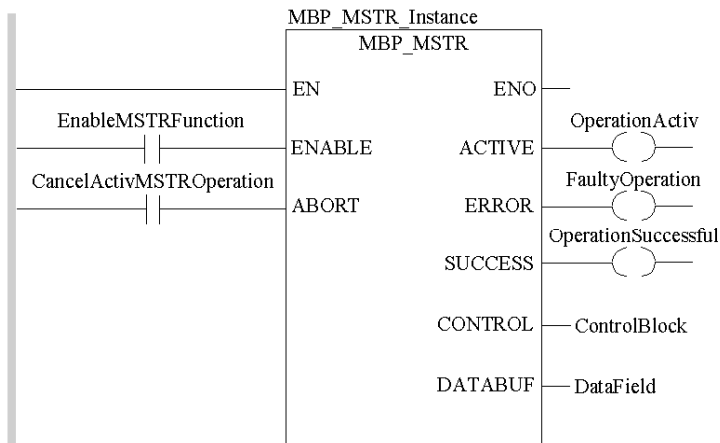 MBP_MSTR_Instance
MBP_MSTR
EN ENO
EnableMSTRFunction OperationActiv
ENABLE ACTIVE
CancelActivMSTROperation FaultyOperation
ABORT ERROR
OperationSuccessful
SUCCESS
CONTROL ControlBlock
DATABUF DataField